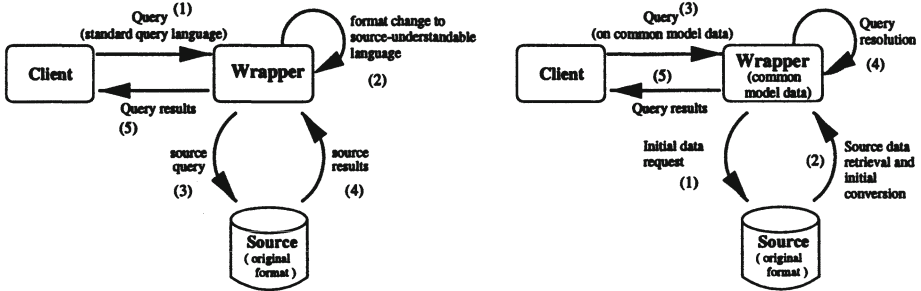 (1)
Query
(standard query language)
format change to
source-understandable
language
(2)
Client
Wrapper
Query results
(5)
source
query
(3)
source
results
(4)
Source
( original
format )
(3)
Query
(on common model data)
Query
resolution
(4)
Client
Wrapper
(common
model data)
(5)
Query results
Initial data
request
(1)
(2)
Source data
retrieval and
initial
conversion
Source
( original
format )